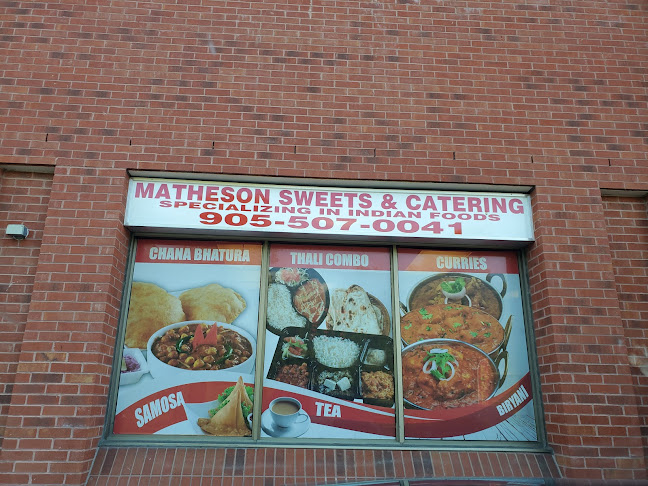 MATHESON SWEETS & CATERING
SPECIALIZING IN INDIAN FOODS
905-507-0041
CHANA BHATURA
THALI COMBO
CURRIES
SAMOSA
TEA
BIRYANI